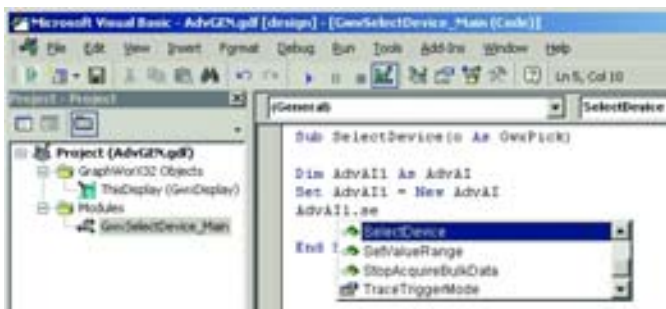 Microsoft Visual Basic - AdvGEN.gdf [design] - [GwxSelectDevice_Main (Code)]
File Edit View Insert Format Debug Run Tools Add-Ins Window Help
Ln 5, Col 10
Project - Project
(General)
SelectDevice
Project (AdvGEN.gdf)
GraphWorX32 Objects
ThisDisplay (GwxDisplay)
Modules
GwxSelectDevice_Main
Sub SelectDevice(o As GwxPick)
Dim AdvAI1 As AdvAI
Set AdvAI1 = New AdvAI
AdvAI1.se
SelectDevice
SetValueRange
StopAcquireBulkData
TraceTriggerMode
End